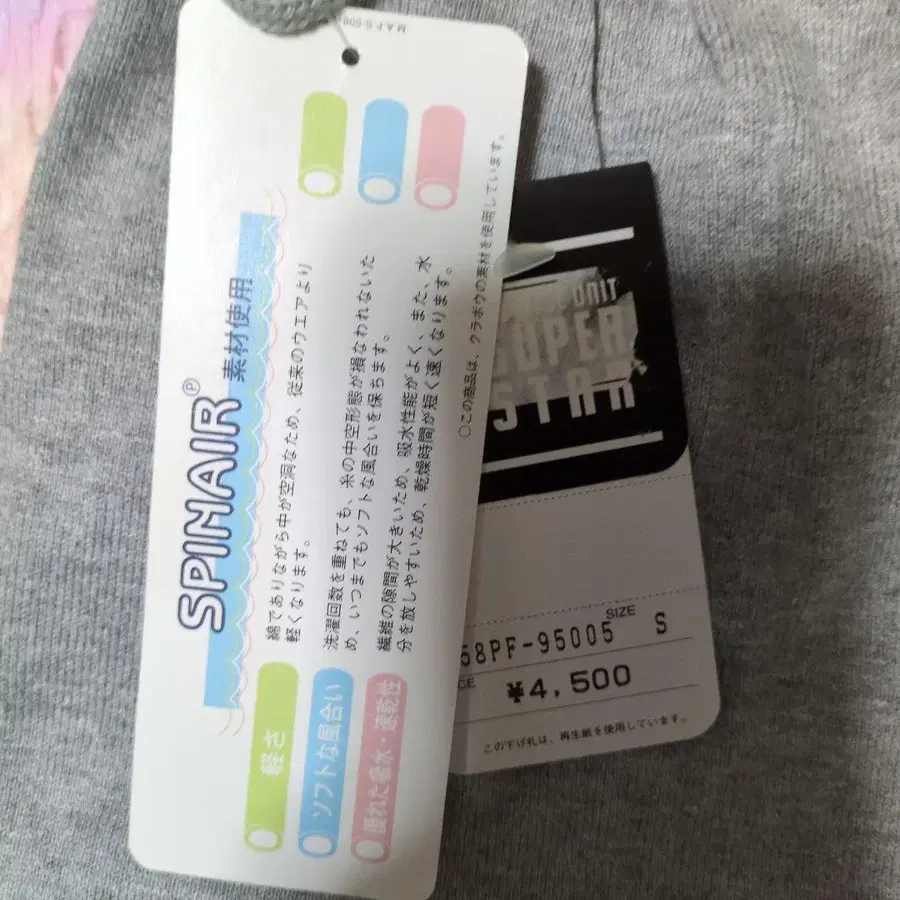 SPINAIR®
素材使用
軽さ
綿でありながら中が空洞なため、従来のウエアより
軽くなります。
ソフトな風合い
洗濯回数を重ねても、糸の中空形態が損なわれないた
め、いつまでもソフトな風合いを保ちます。
優れた吸水・速乾性
繊維の隙間が大きいため、吸水性能がよく、また、水
分を放しやすいため、乾燥時間が短く速くなります。
○この商品は、クラボウの素材を使用しています。
UNIT
SUPER
STAR
SIZE
58PF-95005 S
¥4,500
この下げ札は、再生紙を使用しています。